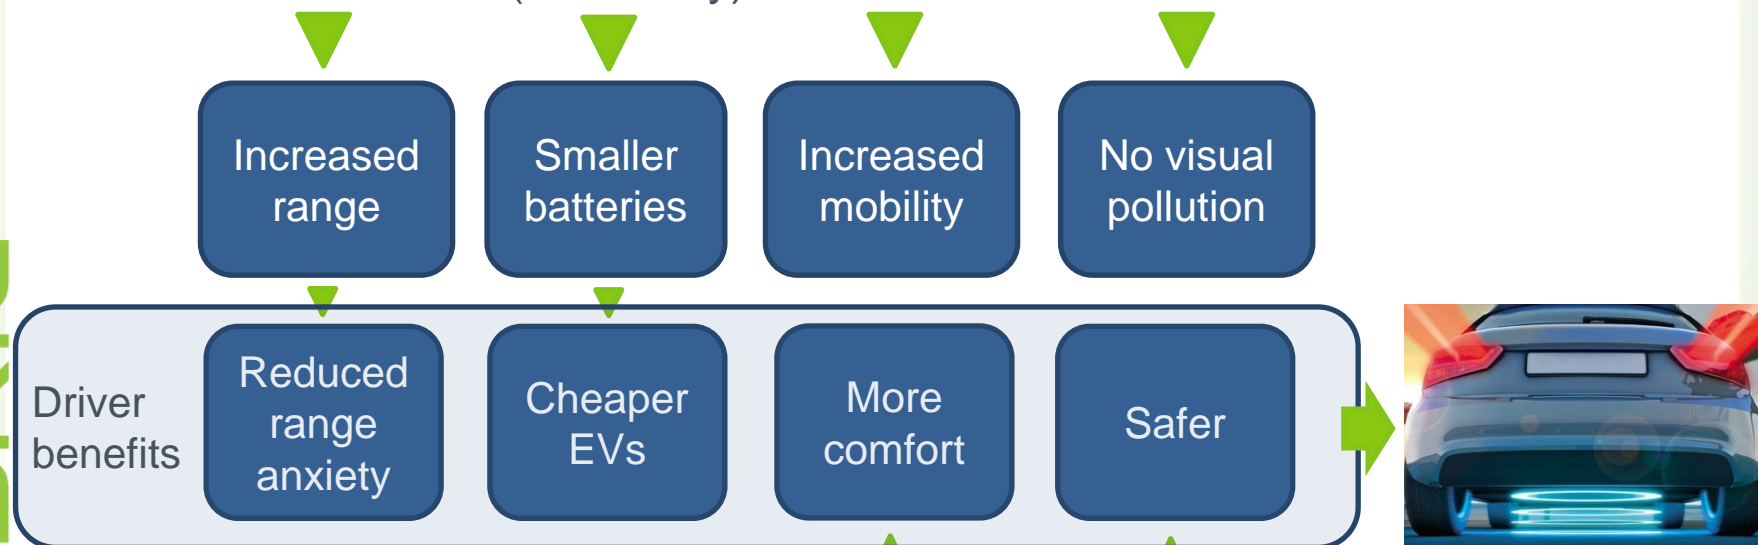 Increased
range
Smaller
batteries
Increased
mobility
No visual
pollution
Driver
benefits
Reduced
range
anxiety
Cheaper
EVs
More
comfort
Safer